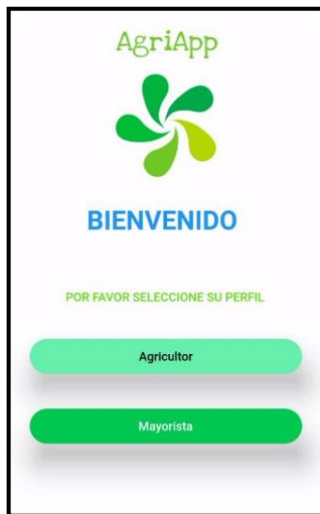 AgriApp
BIENVENIDO
POR FAVOR SELECCIONE SU PERFIL
Agricultor
Mayorista